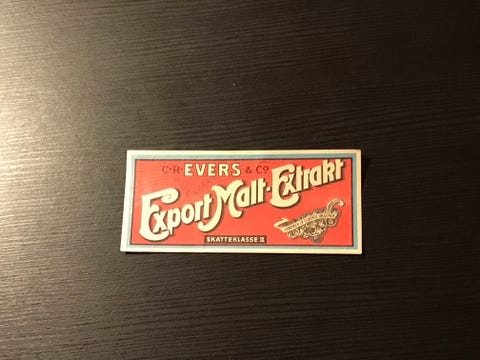 C·R·EVERS & Co
Export Malt-Extrakt
SKATTEKLASSE II